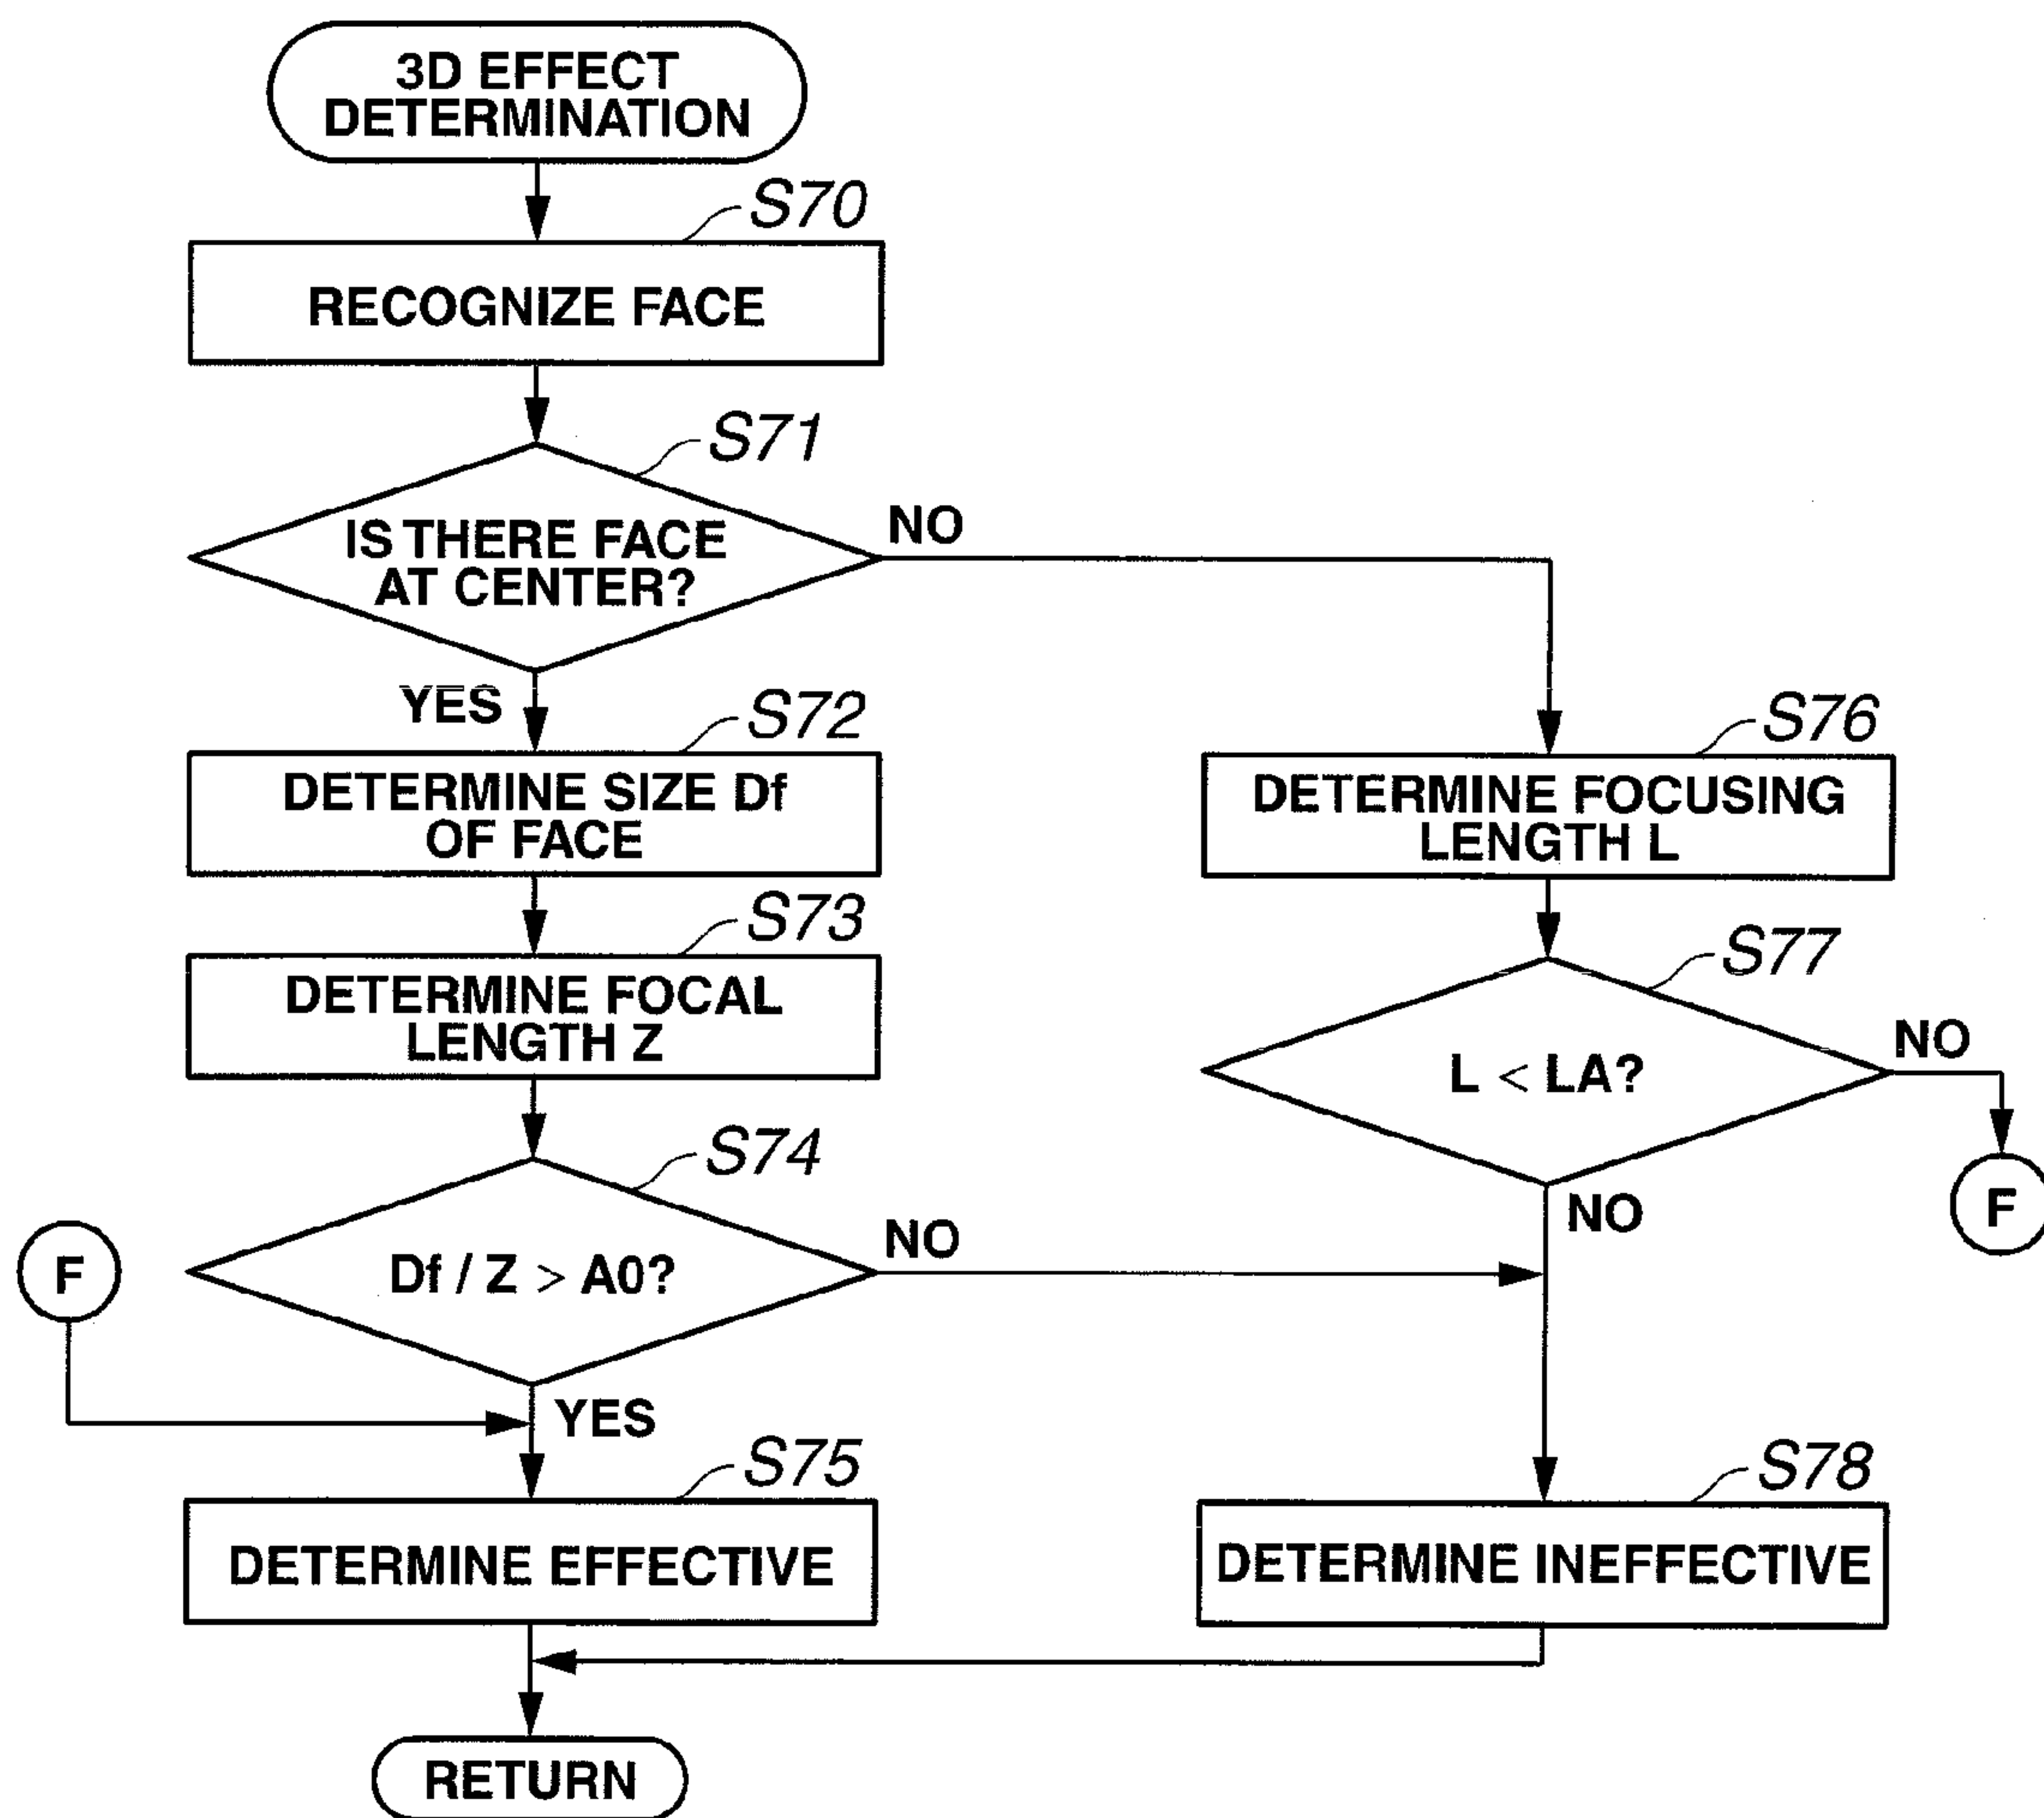 3D EFFECT
DETERMINATION
S70
RECOGNIZE FACE
S71
IS THERE FACE
AT CENTER?
NO
YES
S72
DETERMINE SIZE Df
OF FACE
S76
DETERMINE FOCUSING
LENGTH L
S73
DETERMINE FOCAL
LENGTH Z
S77
L < LA?
NO
F
NO
S74
Df / Z > A0?
NO
F
YES
S75
DETERMINE EFFECTIVE
S78
DETERMINE INEFFECTIVE
RETURN